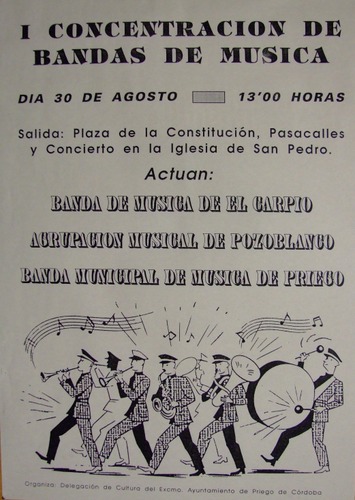 I CONCENTRACION DE
BANDAS DE MUSICA
DIA 30 DE AGOSTO 13'00 HORAS
Salida: Plaza de la Constitución, Pasacalles
y Concierto en la Iglesia de San Pedro.
Actuan:
BANDA DE MUSICA DE EL CARPIO
AGRUPACION MUSICAL DE POZOBLANCO
BANDA MUNICIPAL DE MUSICA DE PRIEGO
Organiza: Delegación de Cultura del Excmo. Ayuntamiento de Priego de Córdoba